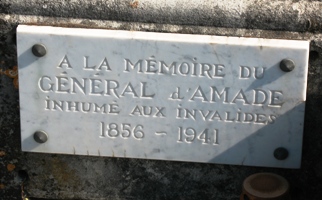 A LA MÉMOIRE DU
GÉNÉRAL d'AMADE
INHUMÉ AUX INVALIDES
1856 - 1941